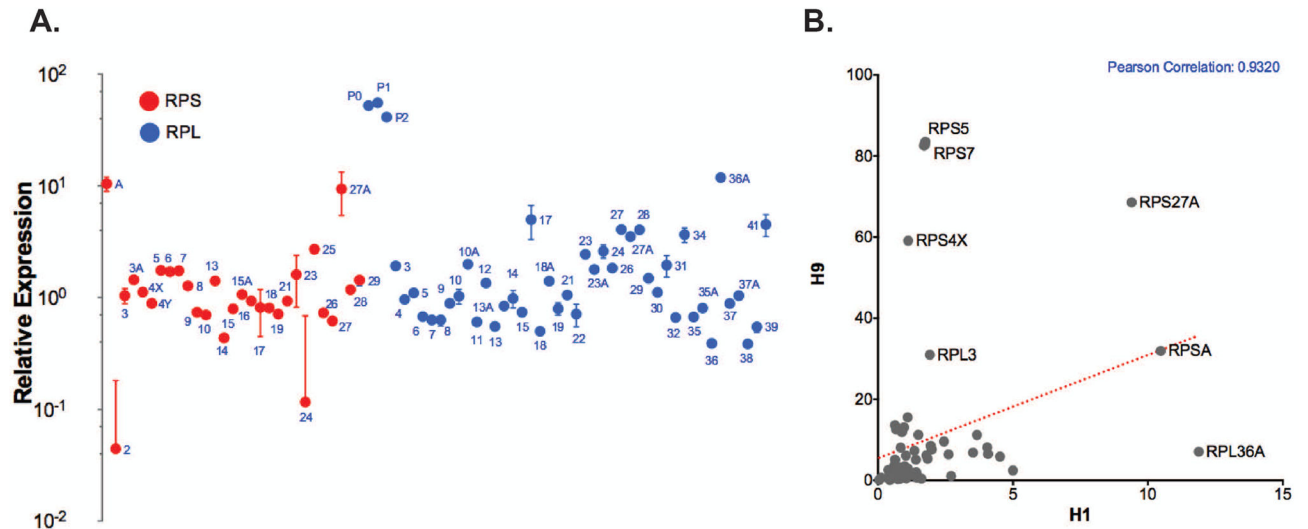 A.
B.
10²
10¹
10⁰
10⁻¹
10⁻²
Relative Expression
RPS
RPL
A
2
3
3A
4X
4Y
5
6
7
8
9
10
13
14
15
15A
16
17
18
19
21
23
24
25
26
27
27A
28
29
P0
P1
P2
3
4
5
6
7
8
9
10
10A
11
12
13A
13
14
15
17
18A
18
19
21
22
23
23A
24
26
27
27A
28
29
30
31
32
34
35
35A
36
36A
37
37A
38
39
41
Pearson Correlation: 0.9320
100
80
60
40
20
0
H9
RPS5
RPS7
RPS27A
RPS4X
RPL3
RPSA
RPL36A
0
5
10
15
H1